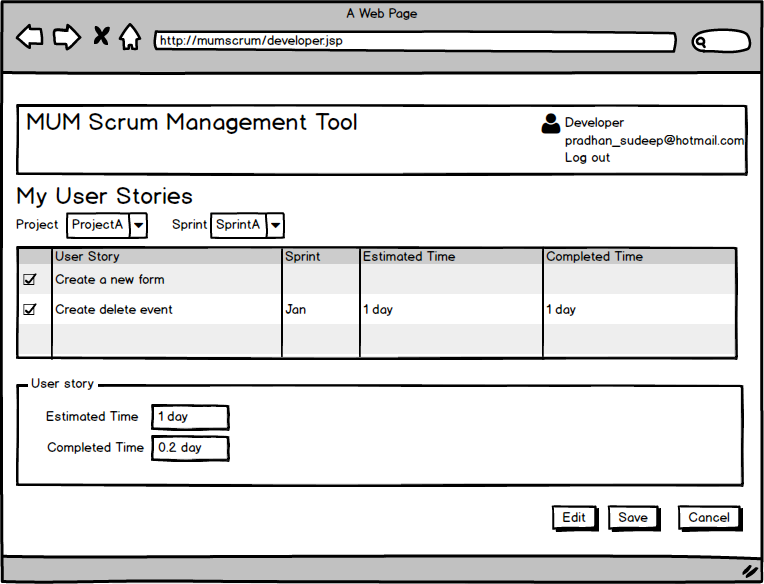 A Web Page
http://mumscrum/developer.jsp
MUM Scrum Management Tool
Developer
pradhan_sudeep@hotmail.com
Log out
My User Stories
Project ProjectA Sprint SprintA
User Story Sprint Estimated Time Completed Time
Create a new form
Create delete event Jan 1 day 1 day
User story
Estimated Time 1 day
Completed Time 0.2 day
Edit Save Cancel